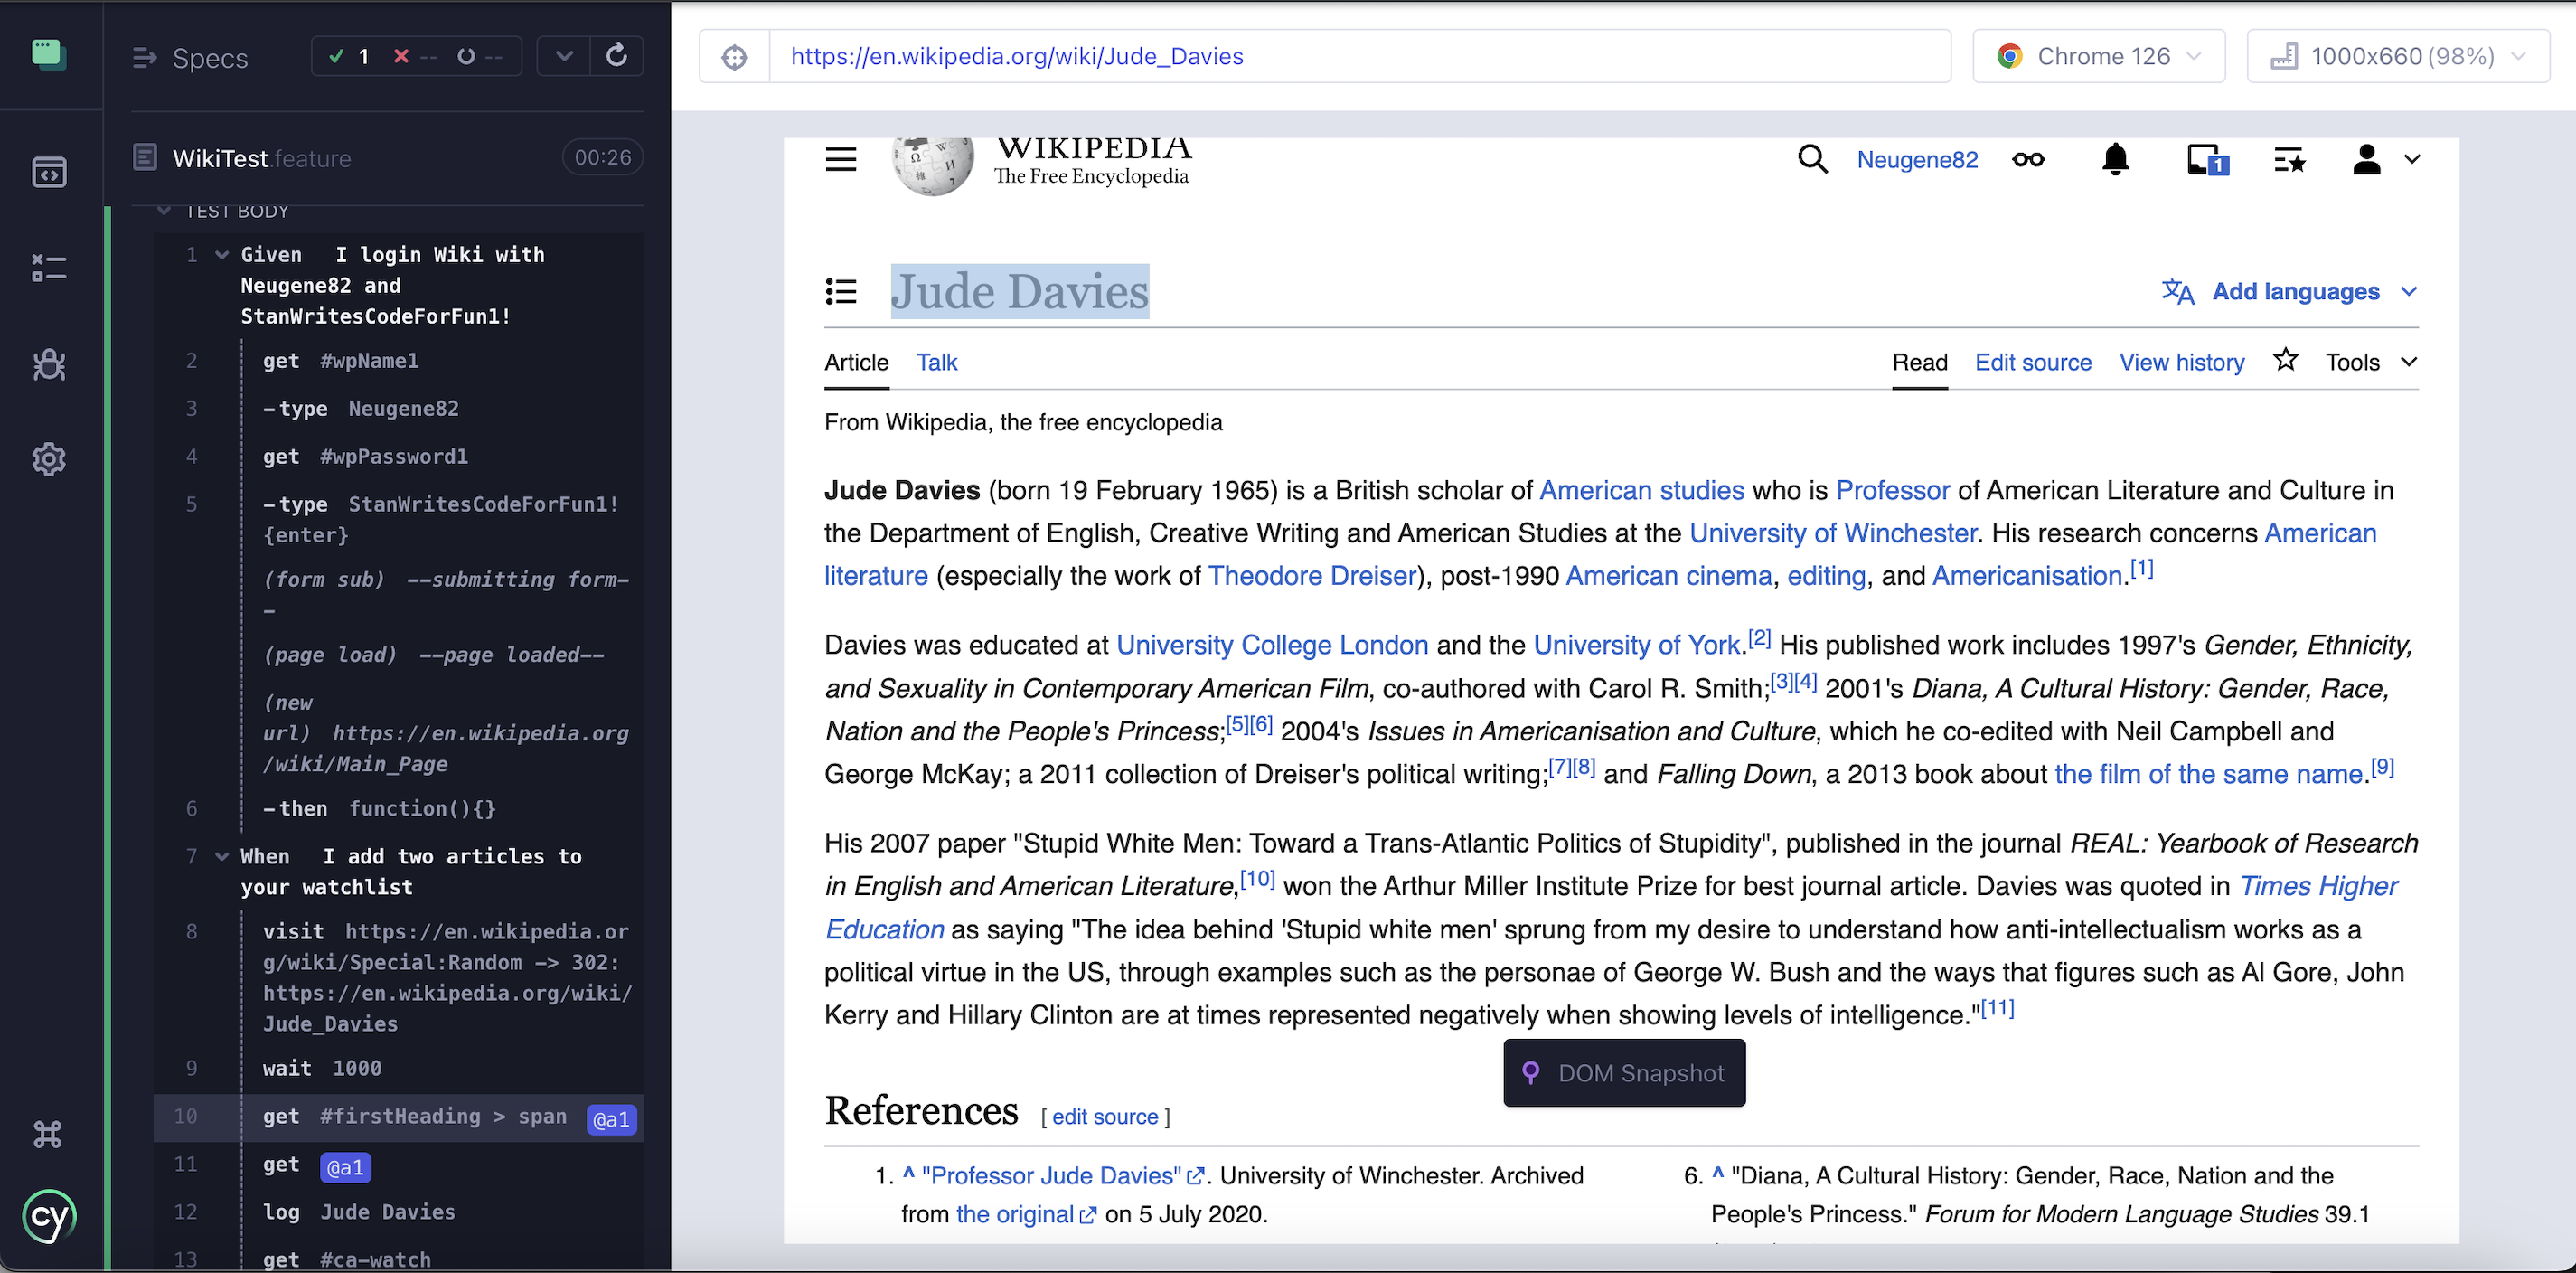 Specs
1
--
--
https://en.wikipedia.org/wiki/Jude_Davies
Chrome 126
1000x660 (98%)
WikiTest.feature
00:26
TEST BODY
1 Given I login Wiki with
Neugene82 and
StanWritesCodeForFun1!
2 get #wpName1
3 -type Neugene82
4 get #wpPassword1
5 -type StanWritesCodeForFun1!
{enter}
(form sub) --submitting form-
-
(page load) --page loaded--
(new
url) https://en.wikipedia.org
/wiki/Main_Page
6 -then function(){}
7 When I add two articles to
your watchlist
8 visit https://en.wikipedia.or
g/wiki/Special:Random -> 302:
https://en.wikipedia.org/wiki/
Jude_Davies
9 wait 1000
10 get #firstHeading > span @a1
11 get @a1
12 log Jude Davies
13 get #ca-watch
cy
WIKIPEDIA
The Free Encyclopedia
Neugene82
1
Jude Davies
Add languages
Article Talk
Read Edit source View history Tools
From Wikipedia, the free encyclopedia
Jude Davies (born 19 February 1965) is a British scholar of American studies who is Professor of American Literature and Culture in
the Department of English, Creative Writing and American Studies at the University of Winchester. His research concerns American
literature (especially the work of Theodore Dreiser), post-1990 American cinema, editing, and Americanisation.[1]
Davies was educated at University College London and the University of York.[2] His published work includes 1997's Gender, Ethnicity,
and Sexuality in Contemporary American Film, co-authored with Carol R. Smith;[3][4] 2001's Diana, A Cultural History: Gender, Race,
Nation and the People's Princess;[5][6] 2004's Issues in Americanisation and Culture, which he co-edited with Neil Campbell and
George McKay; a 2011 collection of Dreiser's political writing;[7][8] and Falling Down, a 2013 book about the film of the same name.[9]
His 2007 paper "Stupid White Men: Toward a Trans-Atlantic Politics of Stupidity", published in the journal REAL: Yearbook of Research
in English and American Literature,[10] won the Arthur Miller Institute Prize for best journal article. Davies was quoted in Times Higher
Education as saying "The idea behind 'Stupid white men' sprung from my desire to understand how anti-intellectualism works as a
political virtue in the US, through examples such as the personae of George W. Bush and the ways that figures such as Al Gore, John
Kerry and Hillary Clinton are at times represented negatively when showing levels of intelligence."[11]
DOM Snapshot
References [ edit source ]
1. ^ "Professor Jude Davies". University of Winchester. Archived
from the original on 5 July 2020.
6. ^ "Diana, A Cultural History: Gender, Race, Nation and the
People's Princess." Forum for Modern Language Studies 39.1